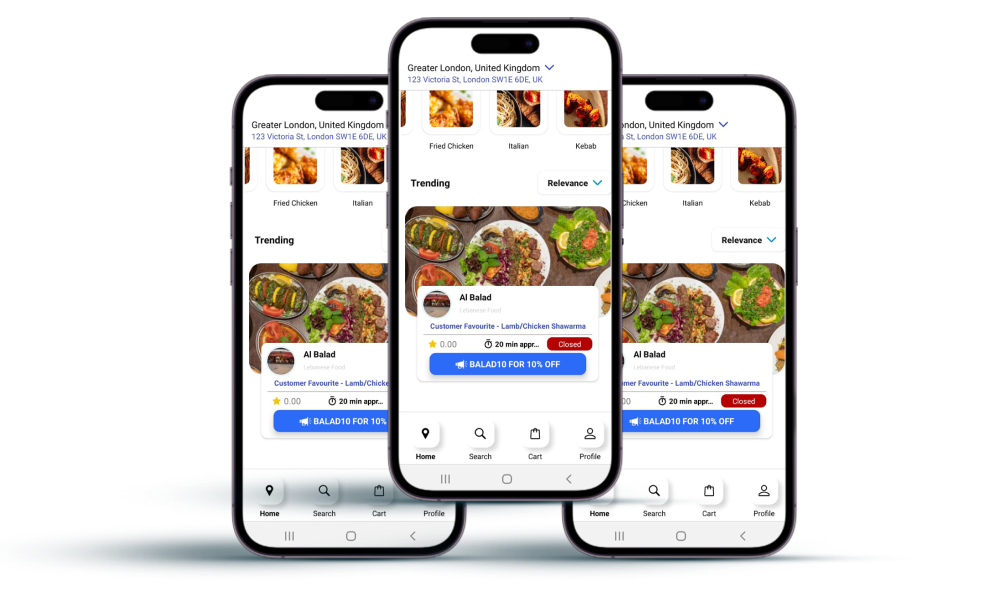 Greater London, United Kingdom
123 Victoria St, London SW1E 6DE, UK
Fried Chicken
Italian
Trending
Al Balad
Lebanese Food
Customer Favourite - Lamb/Chicke
0.00
20 min appr...
BALAD10 FOR 10%
Home
Search
Cart
Profile
Greater London, United Kingdom
123 Victoria St, London SW1E 6DE, UK
Fried Chicken
Italian
Kebab
Trending
Relevance
Al Balad
Lebanese Food
Customer Favourite - Lamb/Chicken Shawarma
0.00
20 min appr...
Closed
BALAD10 FOR 10% OFF
Home
Search
Cart
Profile
ondon, United Kingdom
St, London SW1E 6DE, UK
Chicken
Italian
Kebab
Relevance
Al Balad
Lebanese Food
mer Favourite - Lamb/Chicken Shawarma
00
20 min appr...
Closed
BALAD10 FOR 10% OFF
Home
Search
Cart
Profile